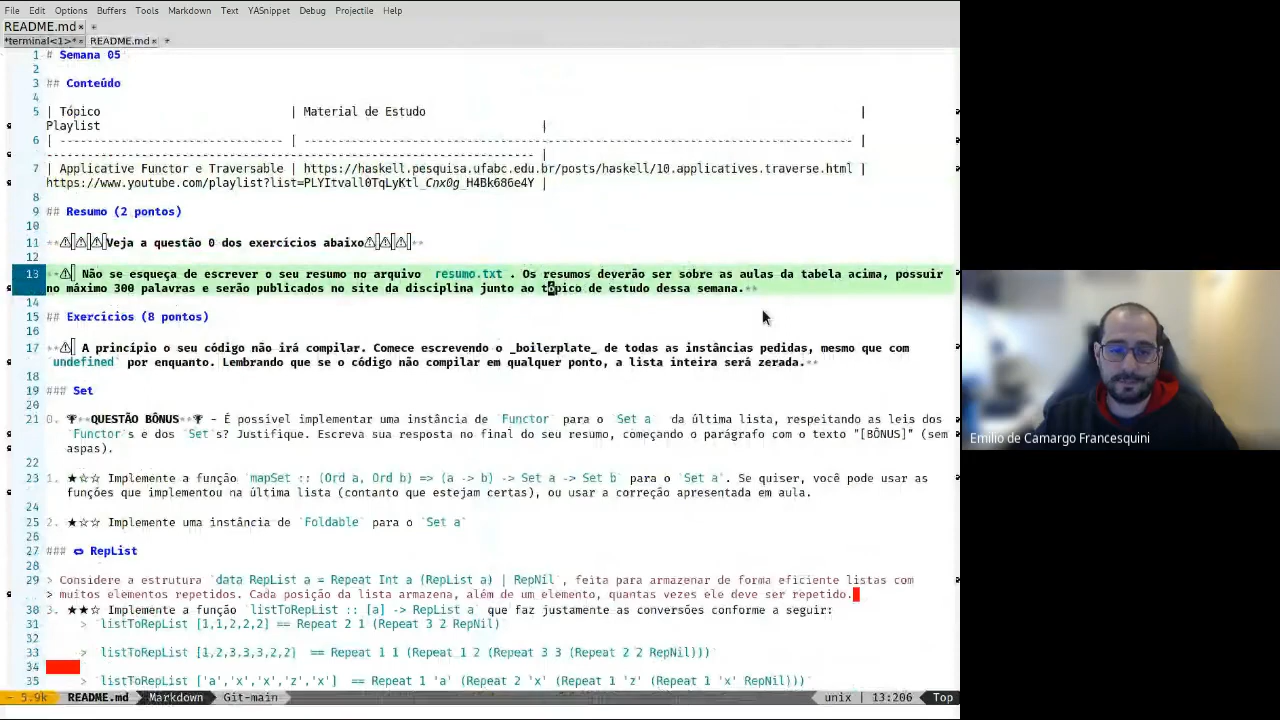 File Edit Options Buffers Tools Markdown Text YASnippet Debug Projectile Help
README.md× +
*terminal<1>*× README.md× +
1 # Semana 05
2
3 ## Conteúdo
4
5 | Tópico | Material de Estudo |
Playlist |
6 | ---------------------------------- | ---------------------------------------------------------------------------------- |
------------------------------------------------------------------------ |
7 | Applicative Functor e Traversable | https://haskell.pesquisa.ufabc.edu.br/posts/haskell/10.applicatives.traverse.html |
https://www.youtube.com/playlist?list=PLYItvall0TqLyKtl_Cnx0g_H4Bk686e4Y |
8
9 ## Resumo (2 pontos)
10
11 **⚠⚠⚠Veja a questão 0 dos exercícios abaixo⚠⚠⚠**
12
13 **⚠ Não se esqueça de escrever o seu resumo no arquivo `resumo.txt`. Os resumos deverão ser sobre as aulas da tabela acima, possuir
no máximo 300 palavras e serão publicados no site da disciplina junto ao tópico de estudo dessa semana.**
14
15 ## Exercícios (8 pontos)
16
17 **⚠ A princípio o seu código não irá compilar. Comece escrevendo o _boilerplate_ de todas as instâncias pedidas, mesmo que com
`undefined` por enquanto. Lembrando que se o código não compilar em qualquer ponto, a lista inteira será zerada.**
18
19 ### Set
20
21 0. 🏆**QUESTÃO BÔNUS**🏆 - É possível implementar uma instância de `Functor` para o `Set a` da última lista, respeitando as leis dos
`Functor`s e dos `Set`s? Justifique. Escreva sua resposta no final do seu resumo, começando o parágrafo com o texto "[BÔNUS]" (sem
aspas).
22
23 1. ★☆☆ Implemente a função `mapSet :: (Ord a, Ord b) => (a -> b) -> Set a -> Set b` para o `Set a`. Se quiser, você pode usar as
funções que implementou na última lista (contanto que estejam certas), ou usar a correção apresentada em aula.
24
25 2. ★☆☆ Implemente uma instância de `Foldable` para o `Set a`
26
27 ### RepList
28
29 > Considere a estrutura `data RepList a = Repeat Int a (RepList a) | RepNil`, feita para armazenar de forma eficiente listas com
> muitos elementos repetidos. Cada posição da lista armazena, além de um elemento, quantas vezes ele deve ser repetido.
30 3. ★★☆ Implemente a função `listToRepList :: [a] -> RepList a` que faz justamente as conversões conforme a seguir:
31 > `listToRepList [1,1,2,2,2] == Repeat 2 1 (Repeat 3 2 RepNil)`
32
33 > `listToRepList [1,2,3,3,3,2,2] == Repeat 1 1 (Repeat 1 2 (Repeat 3 3 (Repeat 2 2 RepNil)))`
34
35 > `listToRepList ['a','x','x','z','x'] == Repeat 1 'a' (Repeat 2 'x' (Repeat 1 'z' (Repeat 1 'x' RepNil)))`
- 5.9k README.md Markdown Git-main unix | 13:206 Top
Emilio de Camargo Francesquini